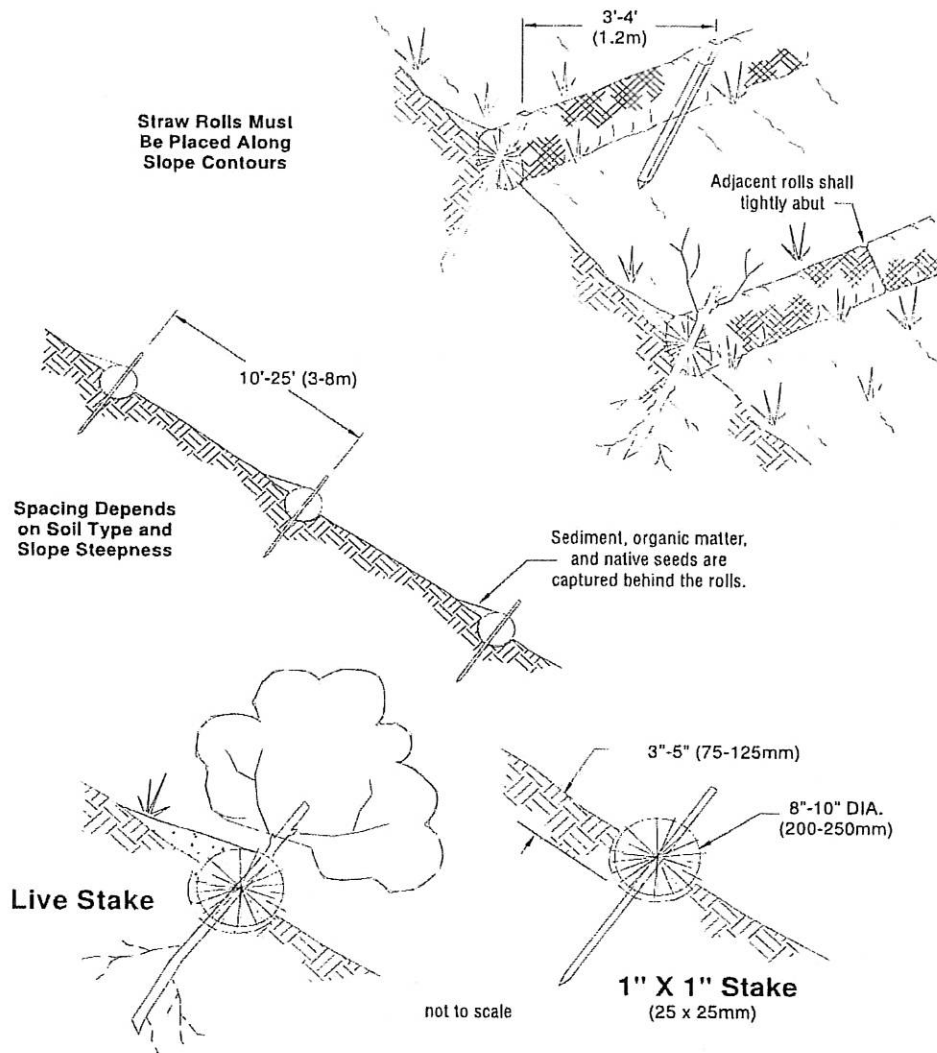 3'-4'
(1.2m)
Straw Rolls Must
Be Placed Along
Slope Contours
Adjacent rolls shall
tightly abut
10'-25' (3-8m)
Spacing Depends
on Soil Type and
Slope Steepness
Sediment, organic matter,
and native seeds are
captured behind the rolls.
3"-5" (75-125mm)
8"-10" DIA.
(200-250mm)
Live Stake
not to scale
1" X 1" Stake
(25 x 25mm)